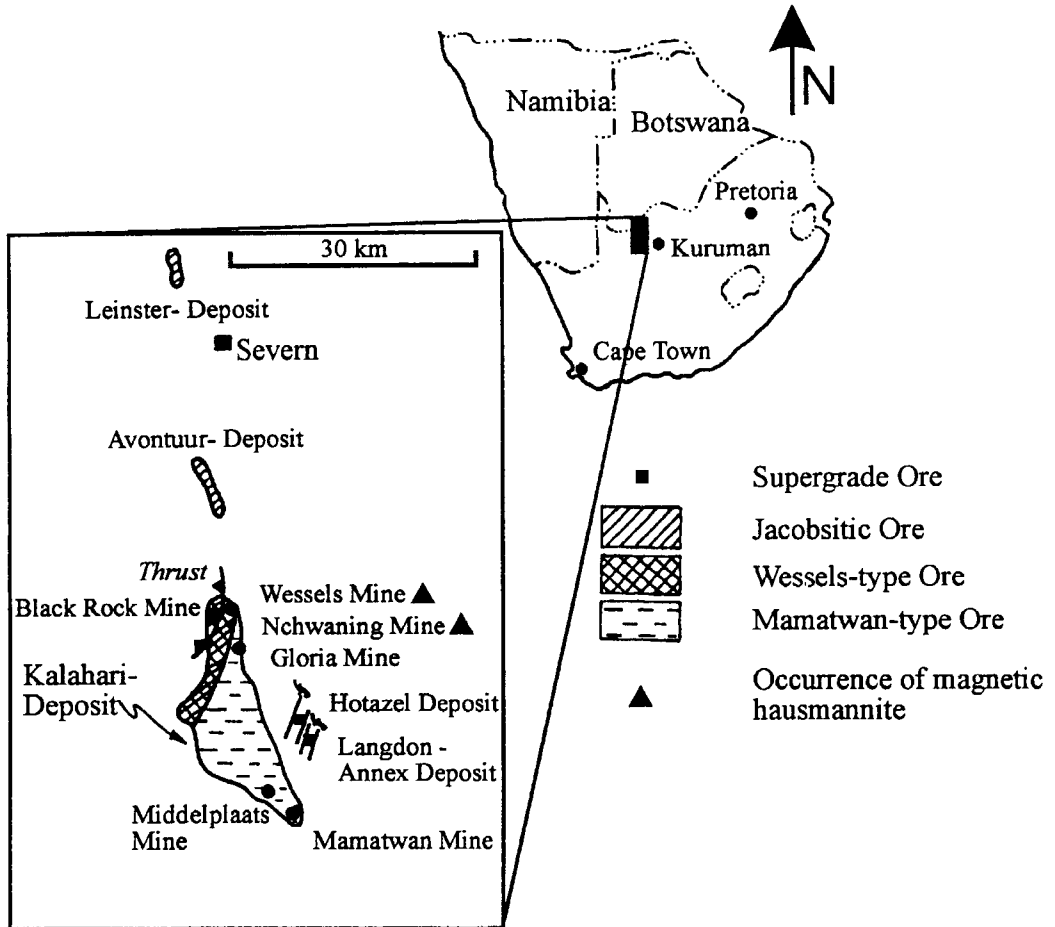 N
Namibia
Botswana
Pretoria
Kuruman
Cape Town
30 km
Leinster- Deposit
Severn
Avontuur- Deposit
Thrust
Black Rock Mine
Wessels Mine
Nchwaning Mine
Gloria Mine
Kalahari-
Deposit
Hotazel Deposit
Langdon -
Annex Deposit
Middelplaats
Mine
Mamatwan Mine
Supergrade Ore
Jacobsitic Ore
Wessels-type Ore
Mamatwan-type Ore
Occurrence of magnetic
hausmannite